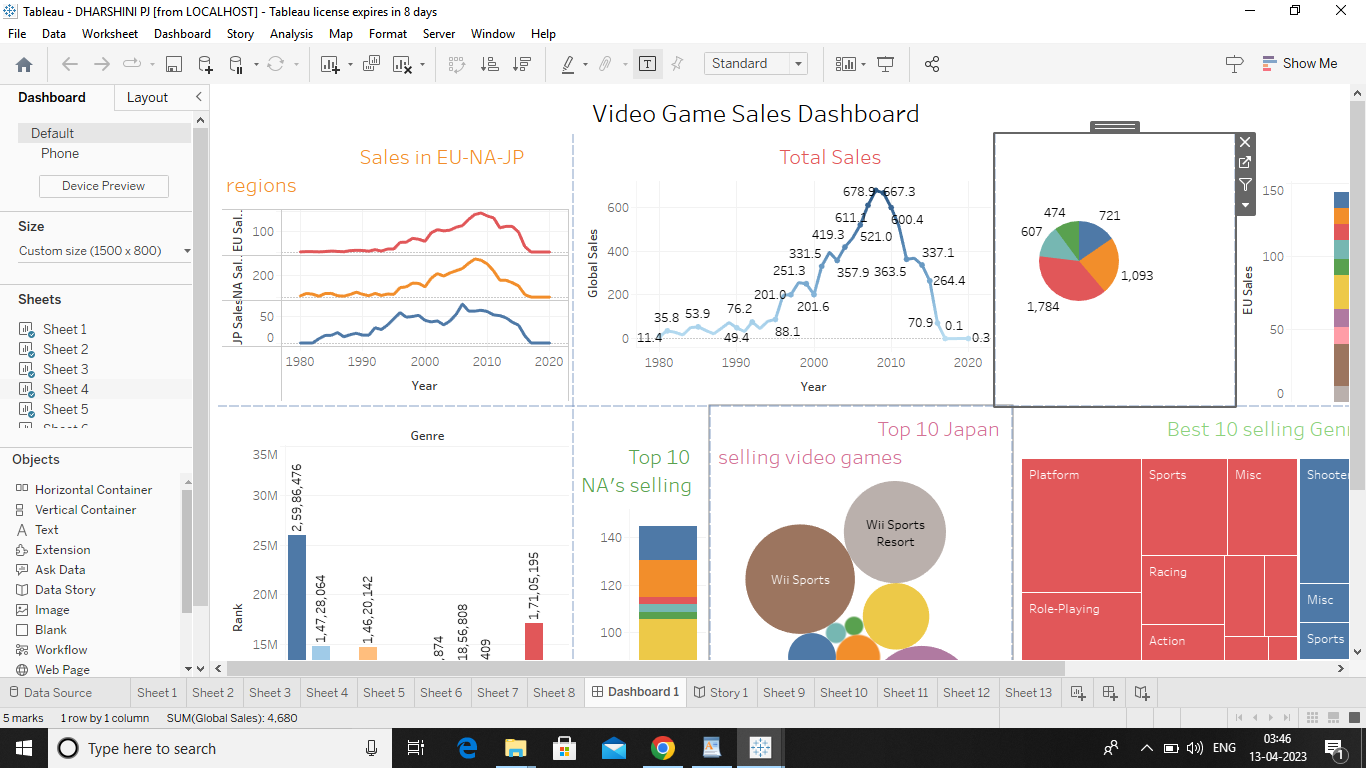 Tableau - DHARSHINI PJ [from LOCALHOST] - Tableau license expires in 8 days
File Data Worksheet Dashboard Story Analysis Map Format Server Window Help
Standard
Show Me
Dashboard Layout
Default
Phone
Device Preview
Size
Custom size (1500 x 800)
Sheets
Sheet 1
Sheet 2
Sheet 3
Sheet 4
Sheet 5
Objects
Horizontal Container
Vertical Container
Text
Extension
Ask Data
Data Story
Image
Blank
Workflow
Web Page
Video Game Sales Dashboard
Sales in EU-NA-JP
regions
EU Sal..
100
NA Sal..
200
JP Sales
50
0
1980 1990 2000 2010 2020
Year
Total Sales
Global Sales
600
400
200
0
678.9 667.3
611.1 600.4
419.3 521.0
331.5 337.1
251.3 357.9 363.5
264.4
201.0 201.6
35.8 53.9 76.2 70.9 0.1
11.4 49.4 88.1 0.3
1980 1990 2000 2010 2020
Year
474 721
607
1,093
1,784
EU Sales
150
100
50
0
Genre
Rank
35M
30M
25M
20M
15M
2,59,86,476
1,47,28,064
1,46,20,142
,874
18,56,808
409
1,71,05,195
Top 10
NA's selling
140
120
100
Top 10 Japan
selling video games
Wii Sports
Resort
Wii Sports
Best 10 selling Gen
Platform Sports Misc Shooter
Racing
Role-Playing Misc
Action Sports
Data Source Sheet 1 Sheet 2 Sheet 3 Sheet 4 Sheet 5 Sheet 6 Sheet 7 Sheet 8 Dashboard 1 Story 1 Sheet 9 Sheet 10 Sheet 11 Sheet 12 Sheet 13
5 marks 1 row by 1 column SUM(Global Sales): 4,680
Type here to search
ENG
03:46
13-04-2023
1